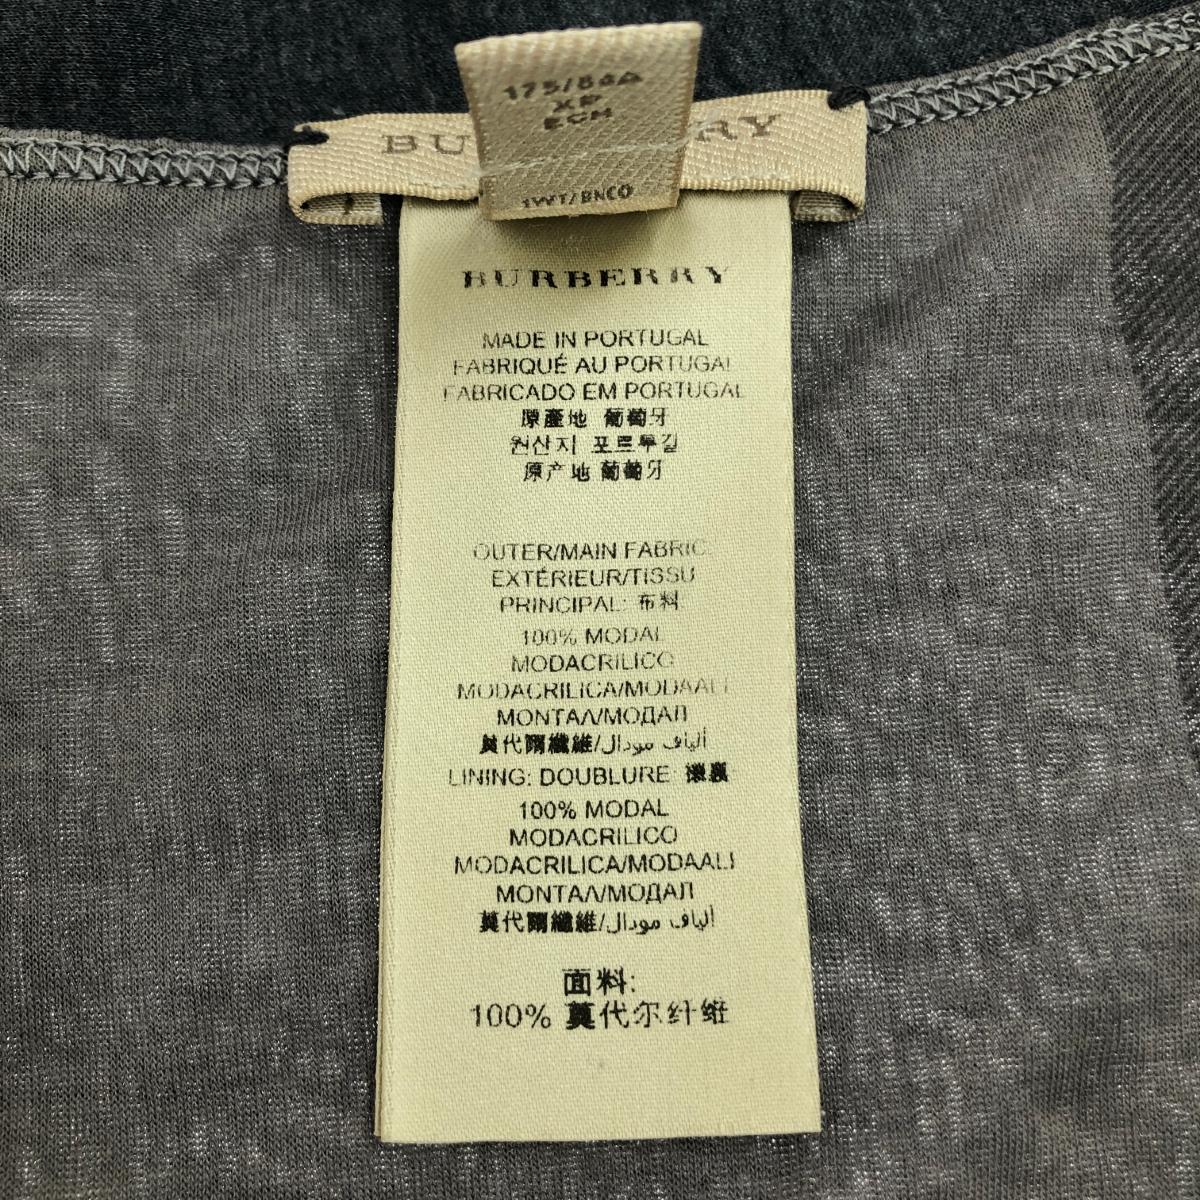 175/84A
XP
ECH
1WT/BNCO
BURBERRY
MADE IN PORTUGAL
FABRIQUÉ AU PORTUGAL
FABRICADO EM PORTUGAL
原產地 葡萄牙
원산지 포르투갈
原产地 葡萄牙
OUTER/MAIN FABRIC:
EXTÉRIEUR/TISSU
PRINCIPAL: 布料
100% MODAL
MODACRILICO
MODACRILICA/MODAALI
ΜΟΝΤΑΛ/МОДАЛ
莫代爾纖維/ألياف مودال
LINING: DOUBLURE: 裏
100% MODAL
MODACRILICO
MODACRILICA/MODAALI
ΜΟΝΤΑΛ/МОДАЛ
莫代爾纖維/ألياف مودال
面料:
100% 莫代尔纤维